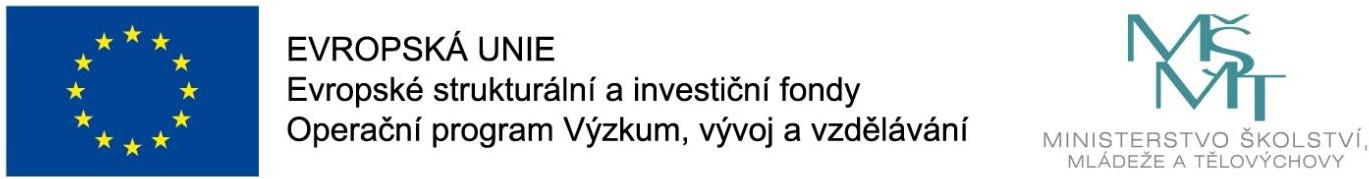 EVROPSKÁ UNIE
Evropské strukturální a investiční fondy
Operační program Výzkum, vývoj a vzdělávání
MŠMT
MINISTERSTVO ŠKOLSTVÍ,
MLÁDEŽE A TĚLOVÝCHOVY